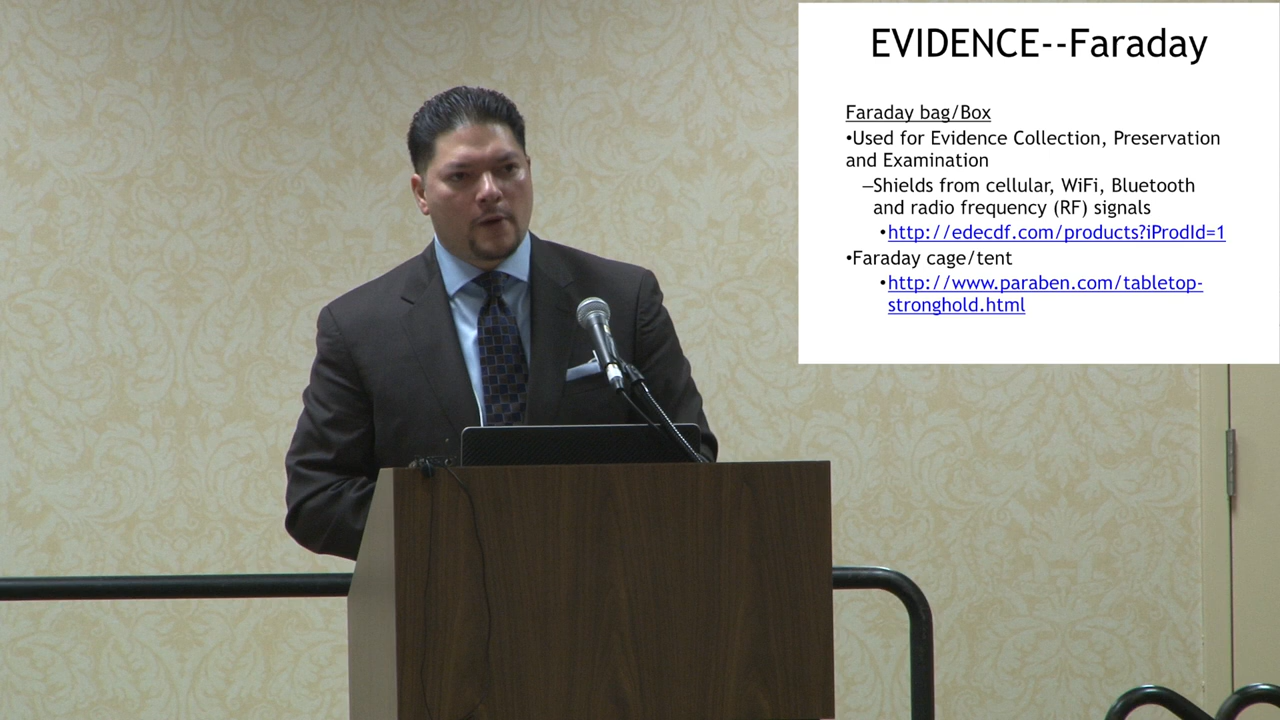 EVIDENCE--Faraday
Faraday bag/Box
•Used for Evidence Collection, Preservation
and Examination
–Shields from cellular, WiFi, Bluetooth
and radio frequency (RF) signals
•http://edecdf.com/products?iProdId=1
•Faraday cage/tent
•http://www.paraben.com/tabletop-
stronghold.html